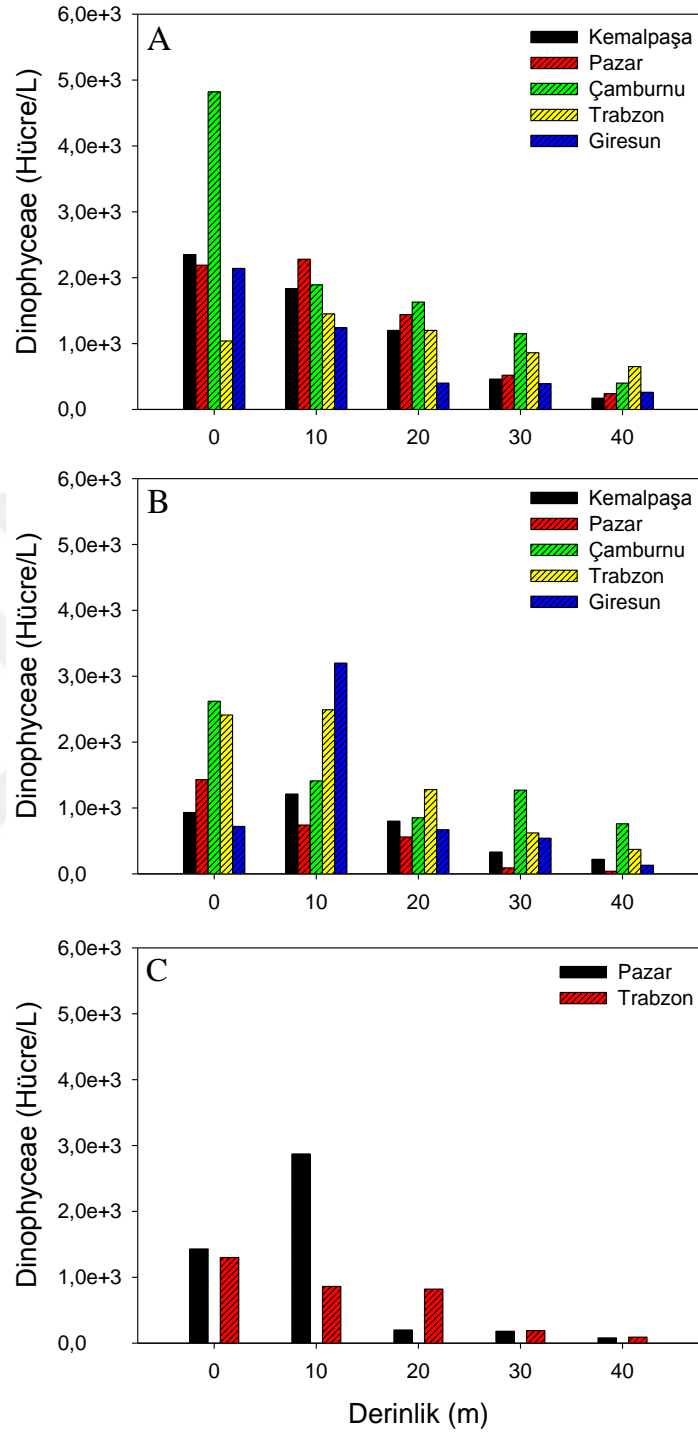 A
Dinophyceae (Hücre/L)
6,0e+3
5,0e+3
4,0e+3
3,0e+3
2,0e+3
1,0e+3
0,0
Kemalpaşa
Pazar
Çamburnu
Trabzon
Giresun
0 10 20 30 40
B
Dinophyceae (Hücre/L)
6,0e+3
5,0e+3
4,0e+3
3,0e+3
2,0e+3
1,0e+3
0,0
Kemalpaşa
Pazar
Çamburnu
Trabzon
Giresun
0 10 20 30 40
C
Dinophyceae (Hücre/L)
6,0e+3
5,0e+3
4,0e+3
3,0e+3
2,0e+3
1,0e+3
0,0
Pazar
Trabzon
0 10 20 30 40
Derinlik (m)